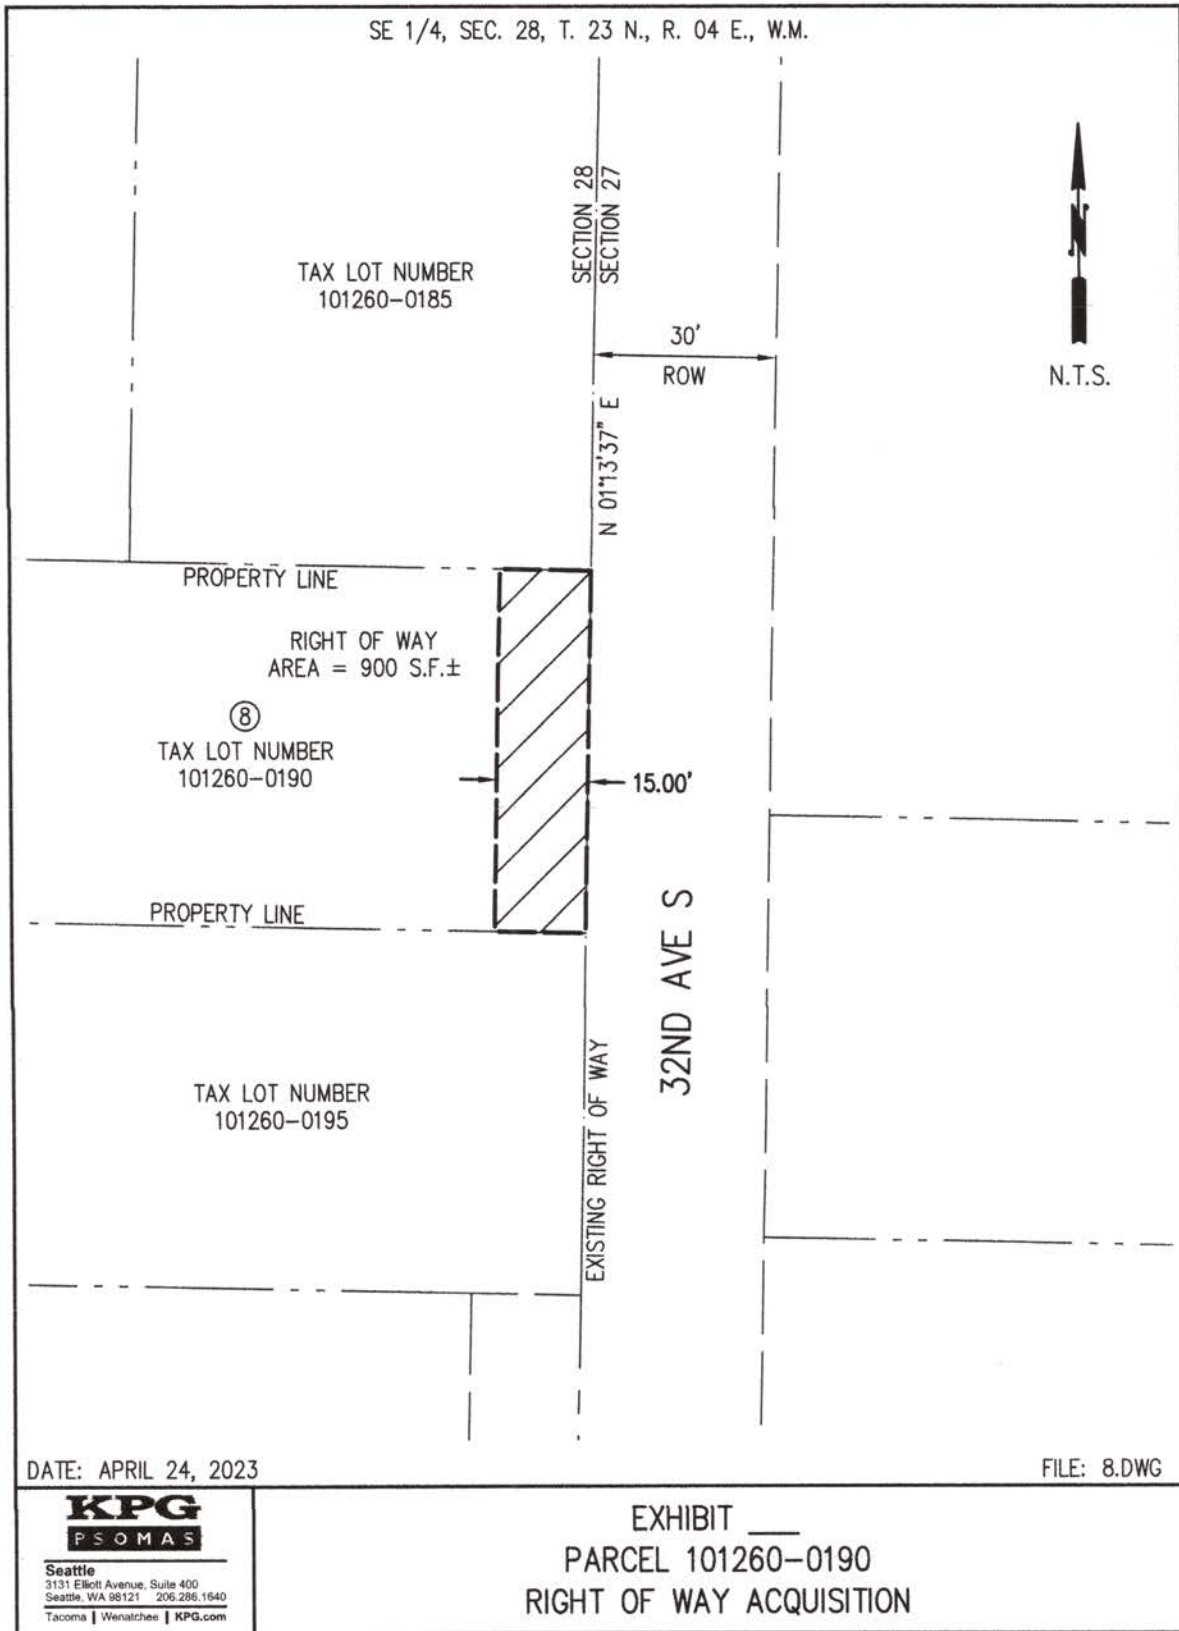 SE 1/4, SEC. 28, T. 23 N., R. 04 E., W.M.
SECTION 28
SECTION 27
TAX LOT NUMBER
101260-0185
30'
ROW
N
N.T.S.
N 01°13'37" E
PROPERTY LINE
RIGHT OF WAY
AREA = 900 S.F.±
8
TAX LOT NUMBER
101260-0190
15.00'
PROPERTY LINE
32ND AVE S
TAX LOT NUMBER
101260-0195
EXISTING RIGHT OF WAY
DATE: APRIL 24, 2023
FILE: 8.DWG
KPG
PSOMAS
Seattle
3131 Elliott Avenue, Suite 400
Seattle, WA 98121 206.286.1640
Tacoma | Wenatchee | KPG.com
EXHIBIT ___
PARCEL 101260-0190
RIGHT OF WAY ACQUISITION